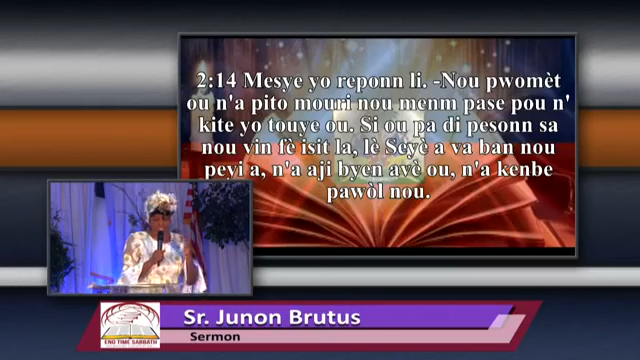 2:14 Mesye yo reponn li. -Nou pwomèt
ou n'a pito mouri nou menm pase pou n'
kite yo touye ou. Si ou pa di pesonn sa
nou vin fè isit la, lè Seyè a va ban nou
peyi a, n'a aji byen avè ou, n'a kenbe
pawòl nou.
Sr. Junon Brutus
Sermon
END TIME SABBATH